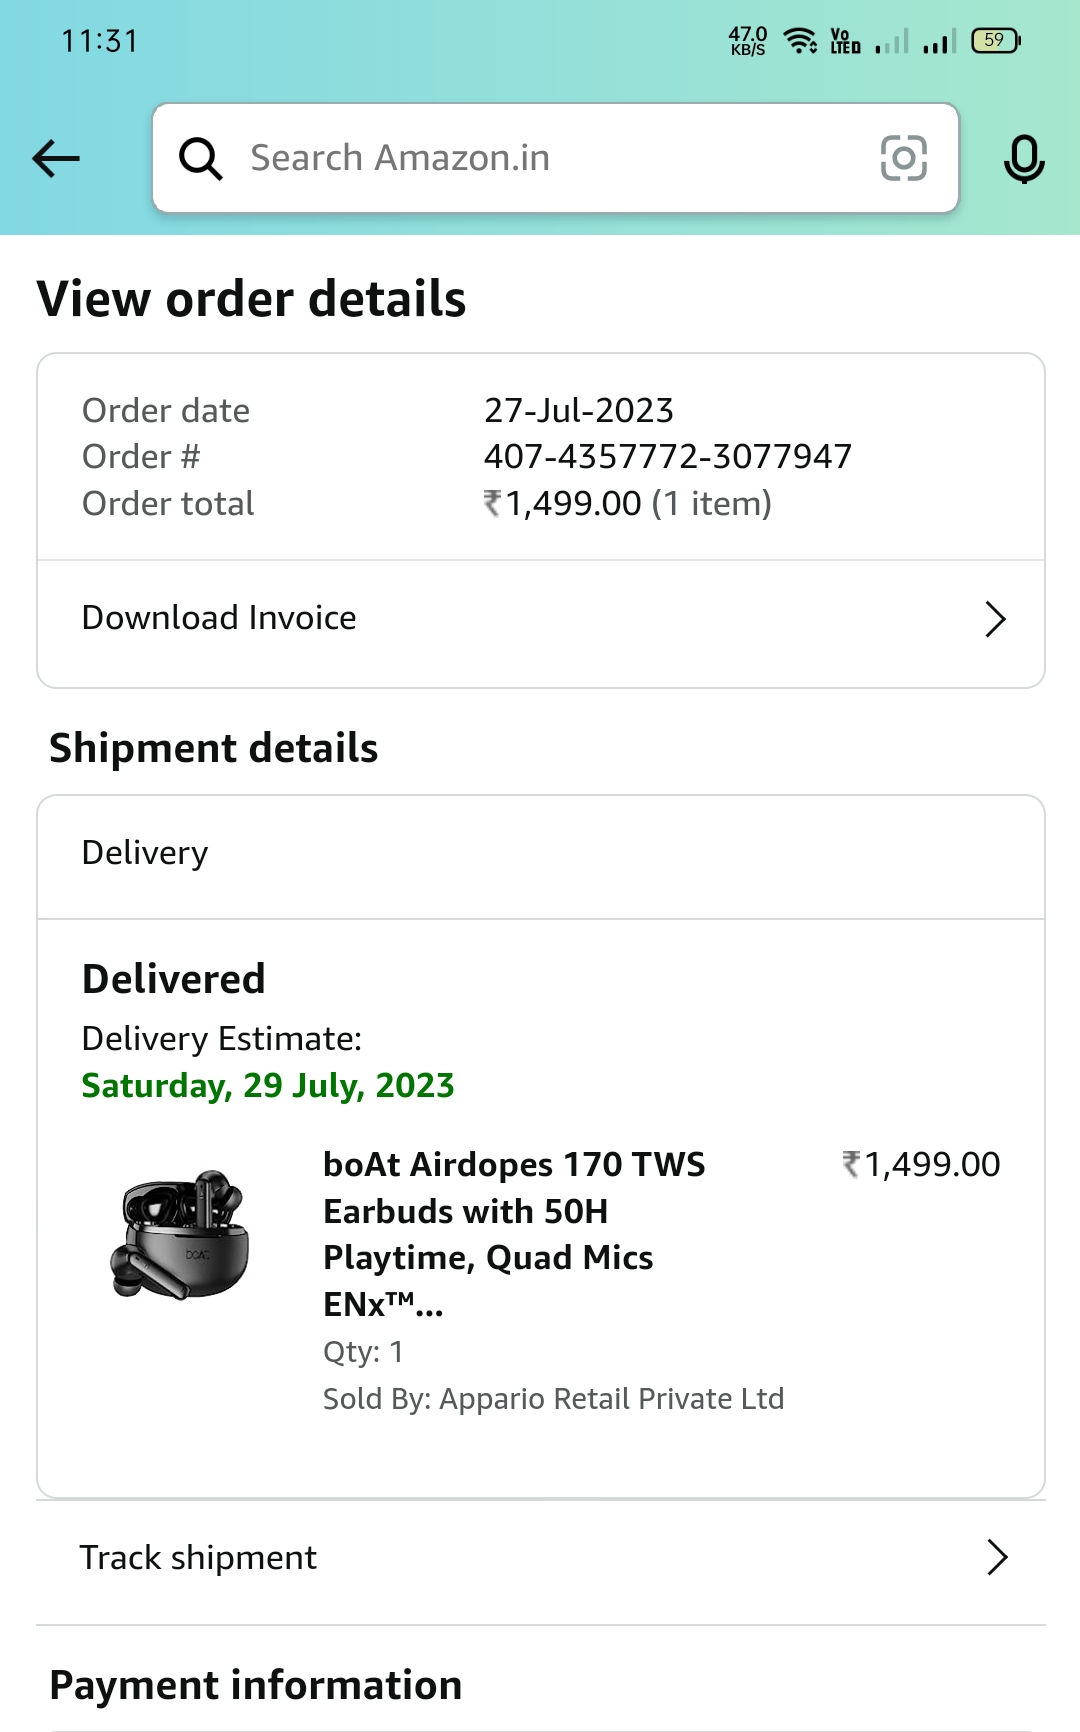 11:31
47.0
KB/S
Vo
LTED
59
Search Amazon.in
View order details
Order date 27-Jul-2023
Order # 407-4357772-3077947
Order total ₹1,499.00 (1 item)
Download Invoice
Shipment details
Delivery
Delivered
Delivery Estimate:
Saturday, 29 July, 2023
boAt Airdopes 170 TWS ₹1,499.00
Earbuds with 50H
Playtime, Quad Mics
ENx™...
Qty: 1
Sold By: Appario Retail Private Ltd
boAt
Track shipment
Payment information